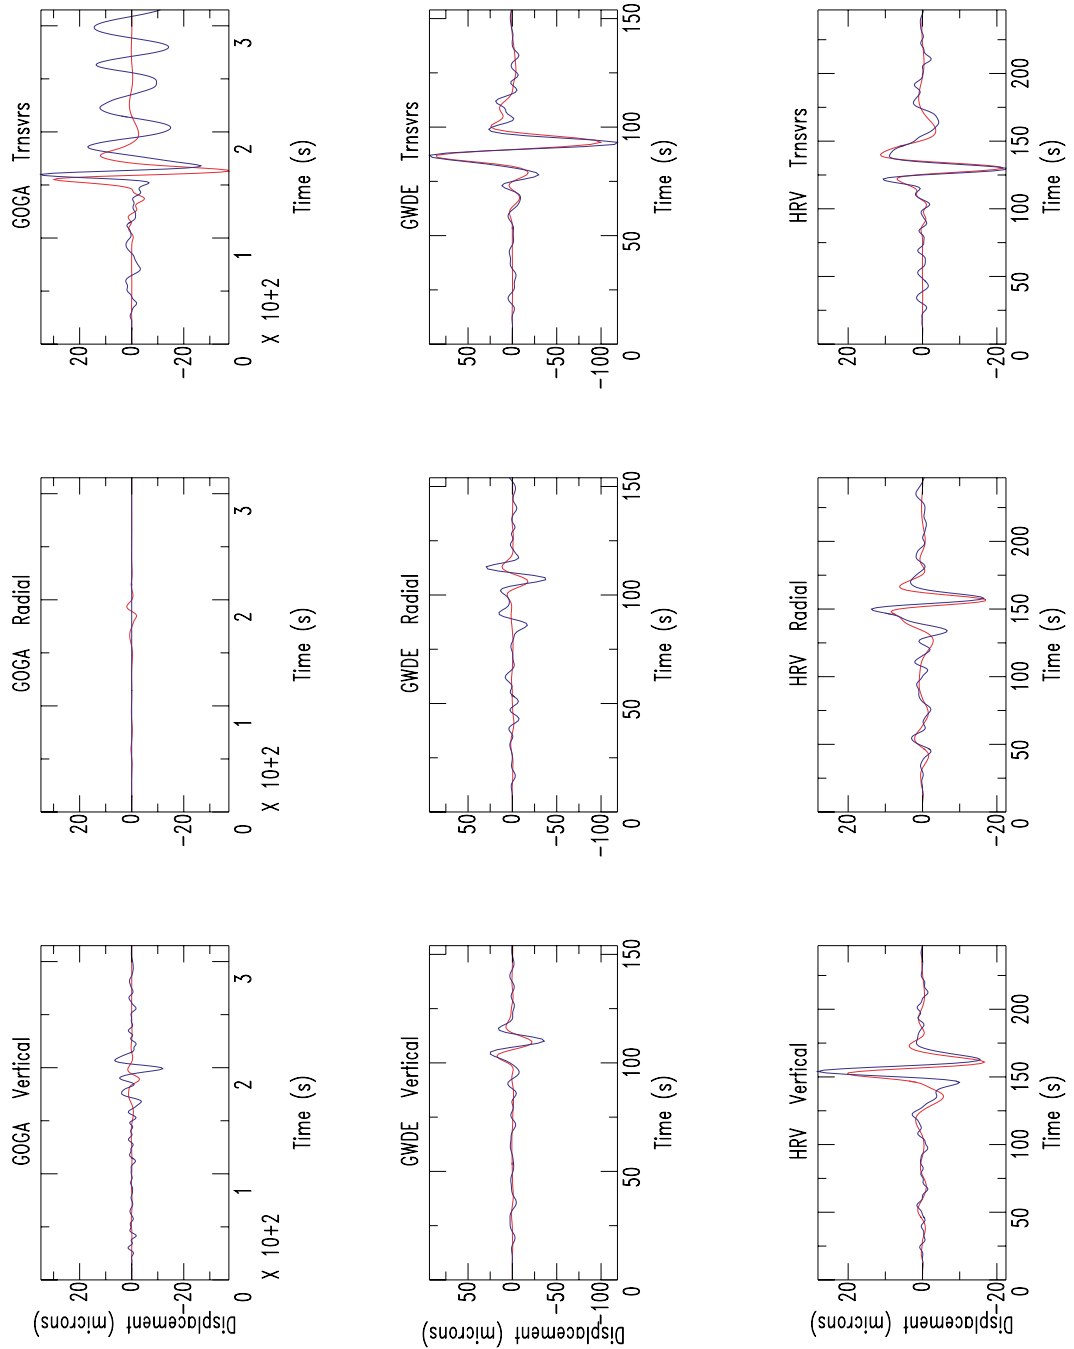 GOGA Vertical
GOGA Radial
GOGA Trnsvrs
Displacement (microns)
20
0
-20
0
1
2
3
X 10+2
Time (s)
20
0
-20
0
1
2
3
X 10+2
Time (s)
20
0
-20
0
1
2
3
X 10+2
Time (s)
GWDE Vertical
GWDE Radial
GWDE Trnsvrs
Displacement (microns)
50
0
-50
-100
0
50
100
150
Time (s)
50
0
-50
-100
0
50
100
150
Time (s)
50
0
-50
-100
0
50
100
150
Time (s)
HRV Vertical
HRV Radial
HRV Trnsvrs
Displacement (microns)
20
0
-20
0
50
100
150
200
Time (s)
20
0
-20
0
50
100
150
200
Time (s)
20
0
-20
0
50
100
150
200
Time (s)